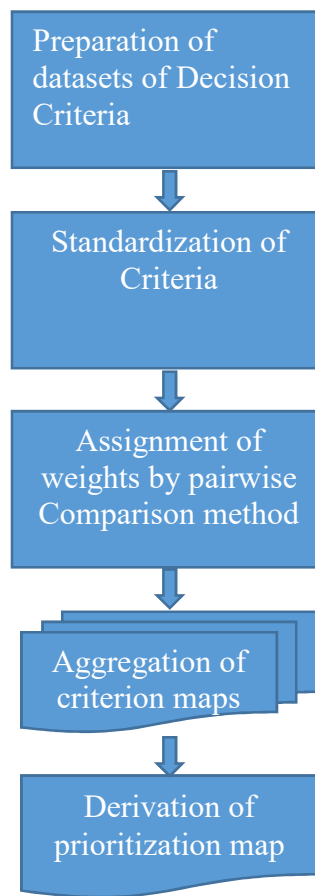 Preparation of
datasets of Decision
Criteria
Standardization of
Criteria
Assignment of
weights by pairwise
Comparison method
Aggregation of
criterion maps
Derivation of
prioritization map